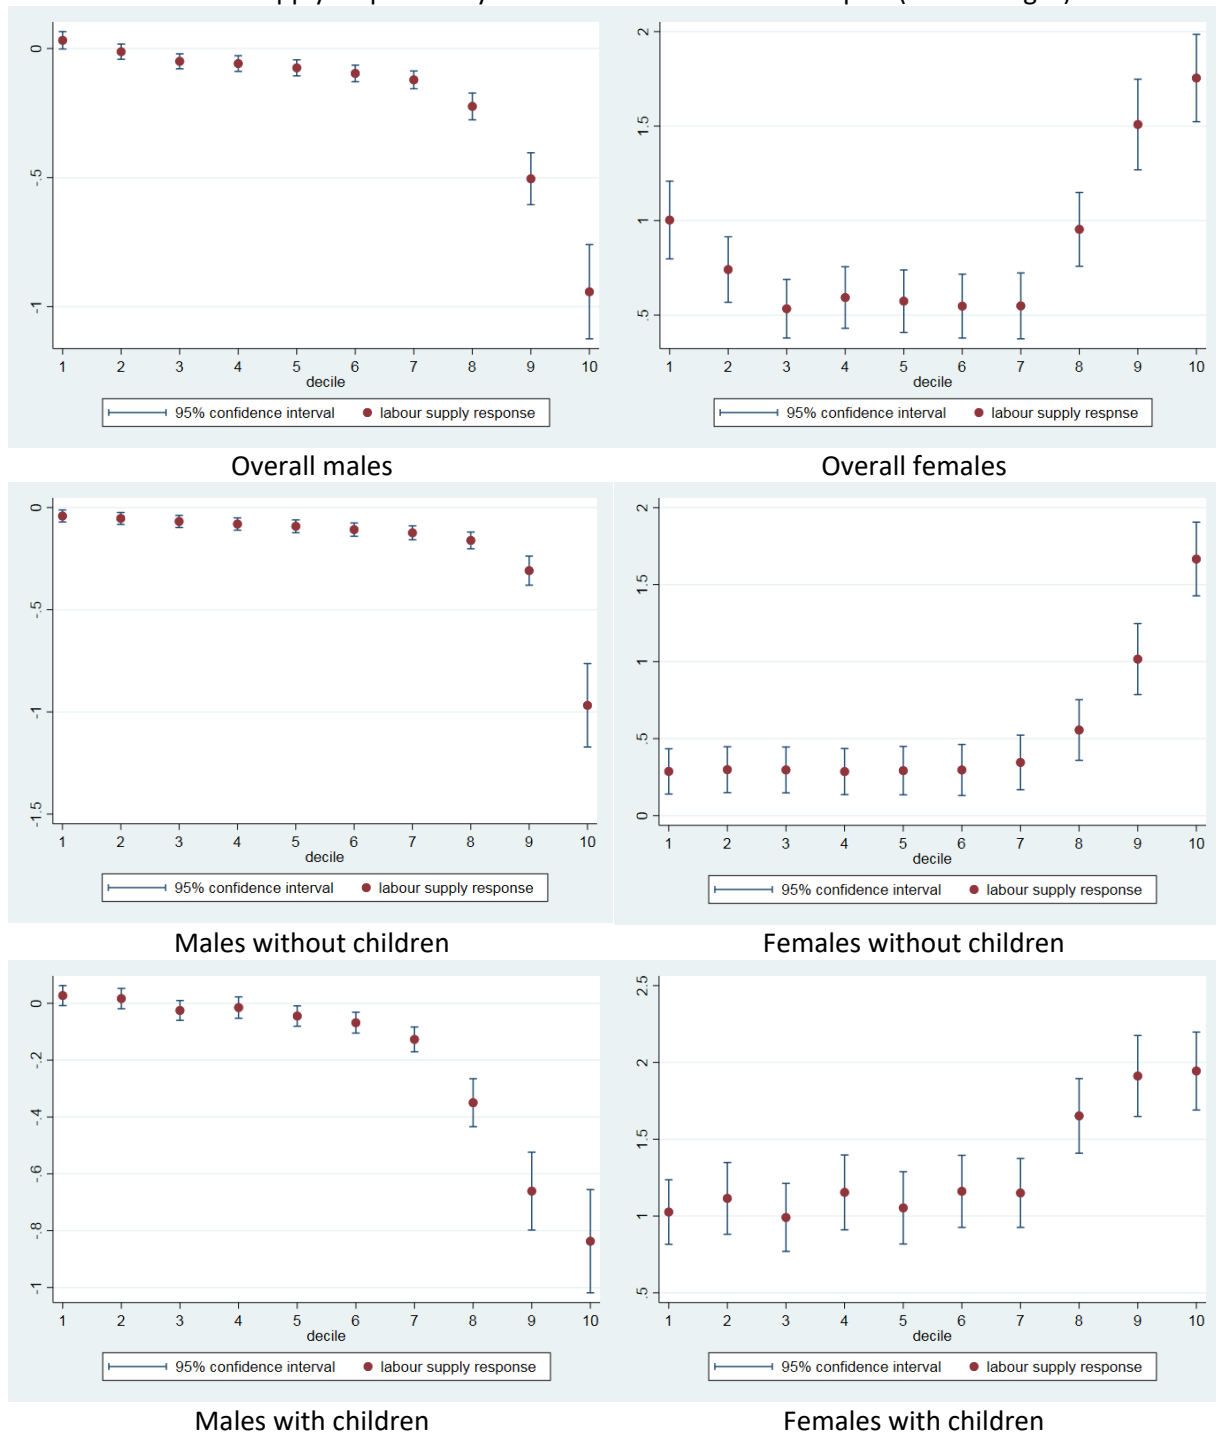 0
-.5
-1
1 2 3 4 5 6 7 8 9 10
decile
95% confidence interval labour supply response
Overall males
2
1.5
1
.5
1 2 3 4 5 6 7 8 9 10
decile
95% confidence interval labour supply respnse
Overall females
0
-.5
-1
-1.5
1 2 3 4 5 6 7 8 9 10
decile
95% confidence interval labour supply response
Males without children
2
1.5
1
.5
0
1 2 3 4 5 6 7 8 9 10
decile
95% confidence interval labour supply response
Females without children
0
-.2
-.4
-.6
-.8
-1
1 2 3 4 5 6 7 8 9 10
decile
95% confidence interval labour supply response
Males with children
2.5
2
1.5
1
.5
1 2 3 4 5 6 7 8 9 10
decile
95% confidence interval labour supply response
Females with children